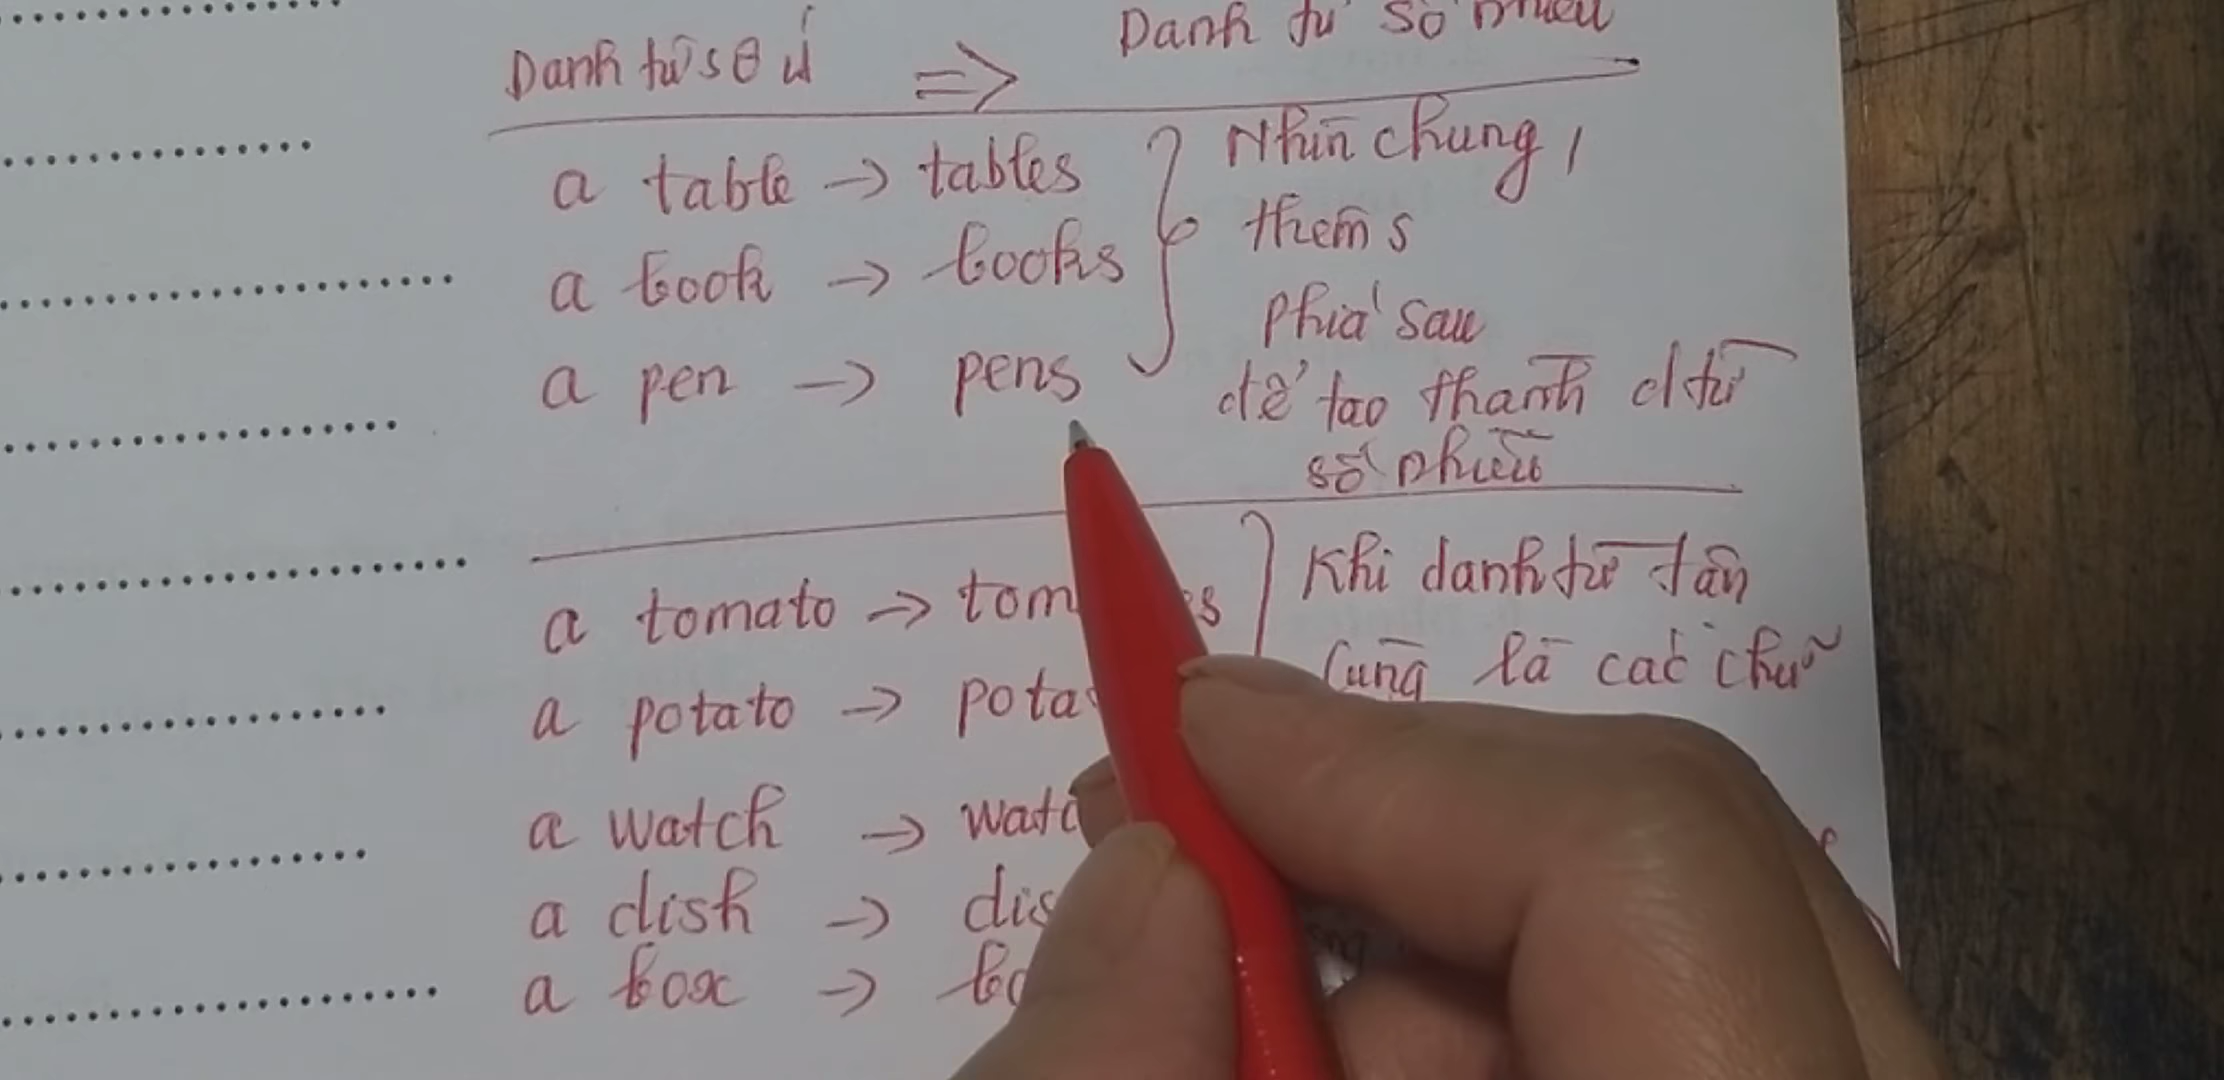 Danh từ số ít => Danh từ số nhiều
a table -> tables
a book -> books
a pen -> pens
Nhìn chung,
thêm s
phía sau
để tạo thành dtừ
số nhiều
a tomato -> tom s
a potato -> pota
a watch -> watc
a dish -> dis
a box -> bo
Khi danh từ tận
cùng là các chữ